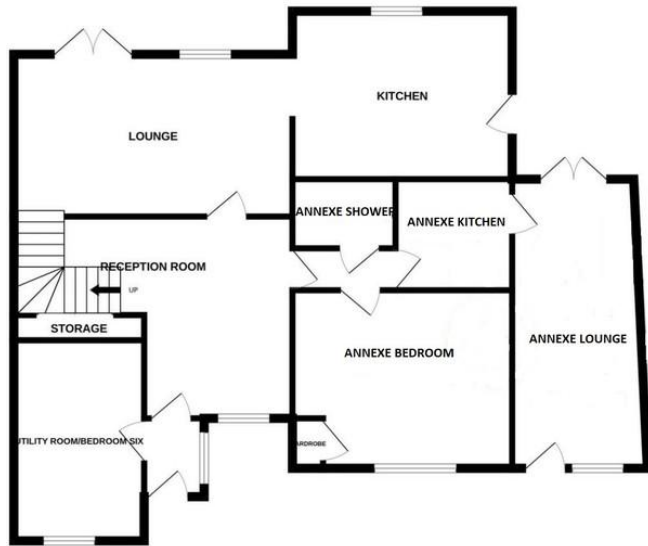 KITCHEN
LOUNGE
ANNEXE SHOWER
ANNEXE KITCHEN
RECEPTION ROOM
UP
STORAGE
ANNEXE LOUNGE
ANNEXE BEDROOM
UTILITY ROOM/BEDROOM SIX
ARDROBE